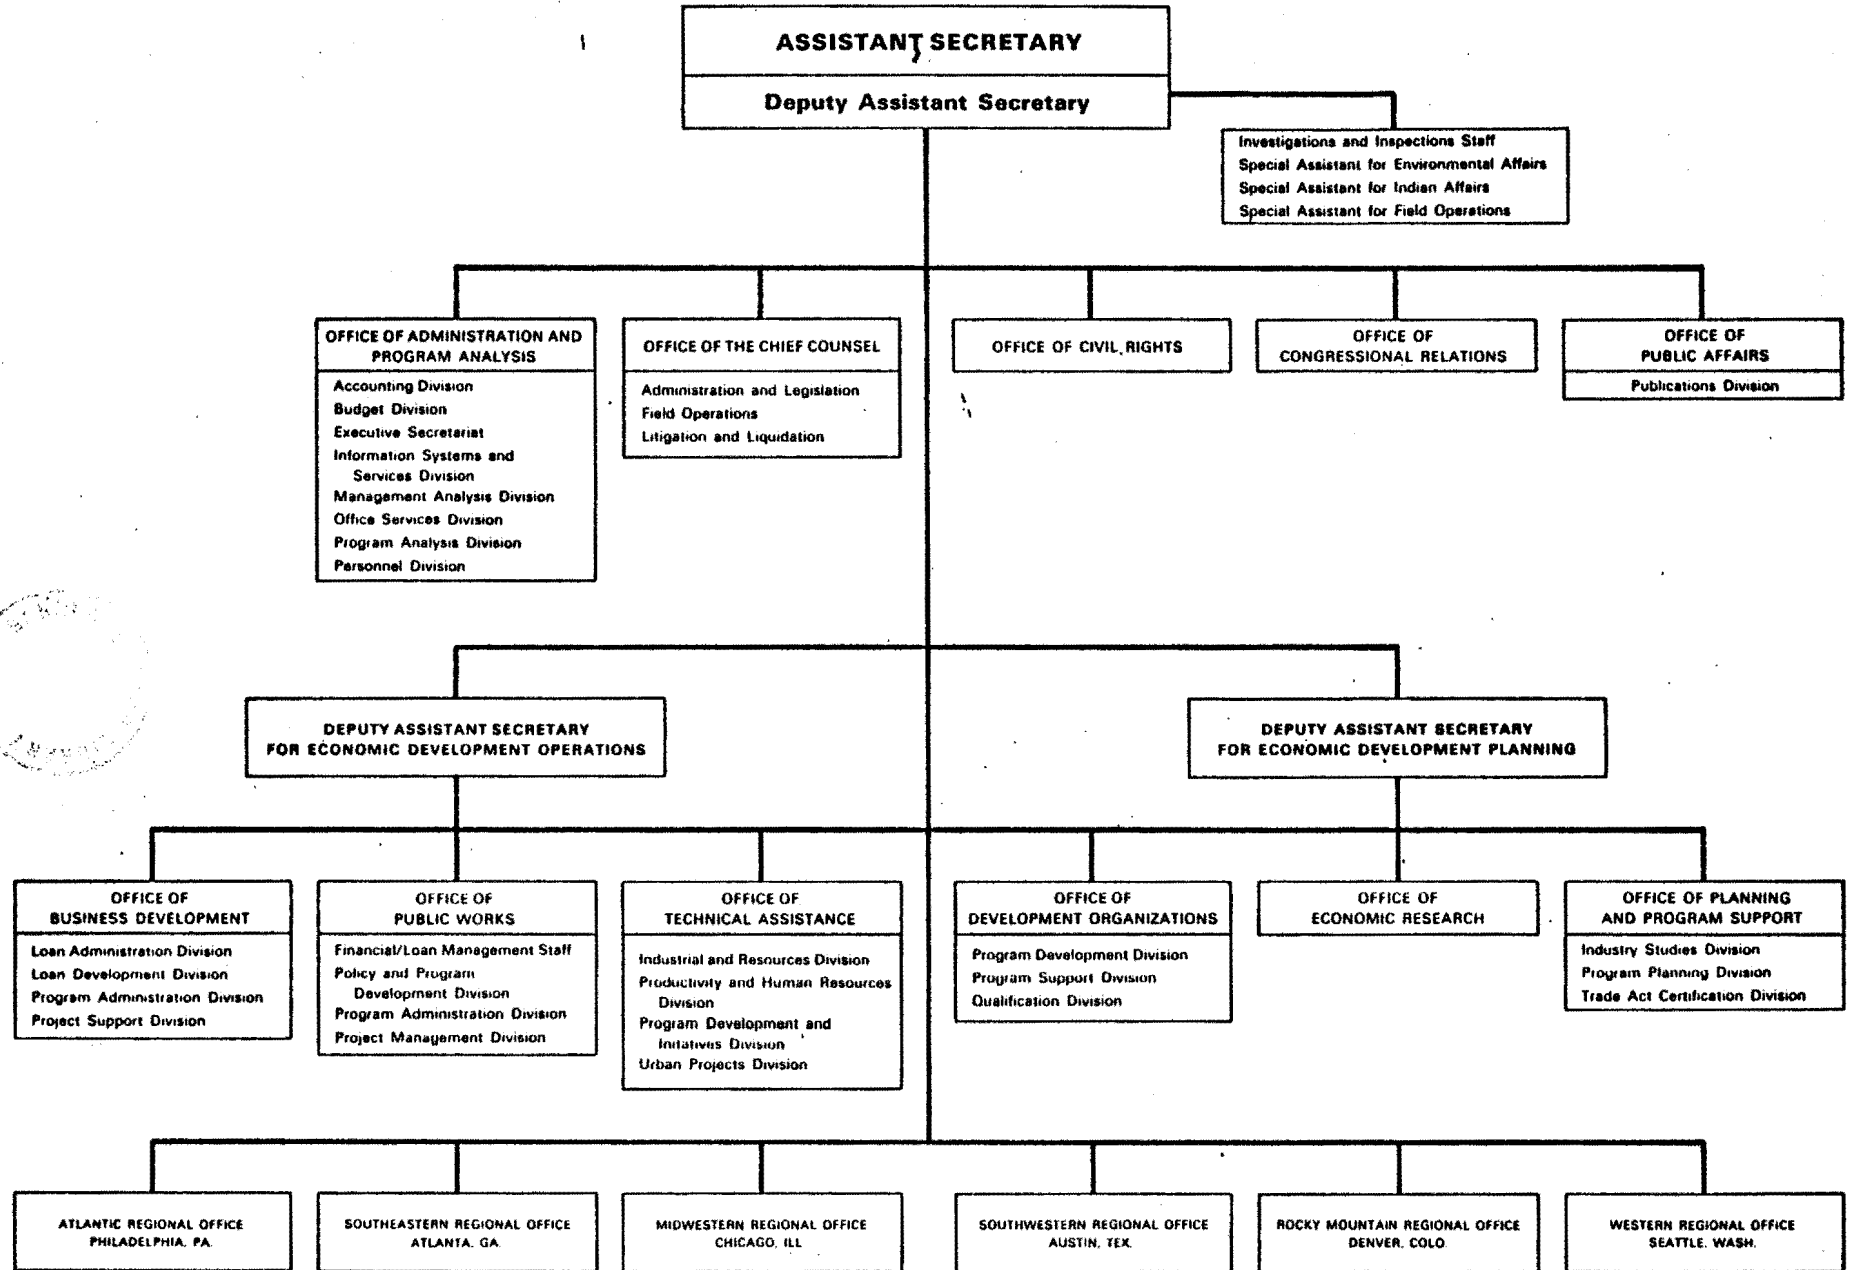 ASSISTANT SECRETARY
Deputy Assistant Secretary
Investigations and Inspections Staff
Special Assistant for Environmental Affairs
Special Assistant for Indian Affairs
Special Assistant for Field Operations
OFFICE OF ADMINISTRATION AND
PROGRAM ANALYSIS
Accounting Division
Budget Division
Executive Secretariat
Information Systems and
Services Division
Management Analysis Division
Office Services Division
Program Analysis Division
Personnel Division
OFFICE OF THE CHIEF COUNSEL
Administration and Legislation
Field Operations
Litigation and Liquidation
OFFICE OF CIVIL RIGHTS
OFFICE OF
CONGRESSIONAL RELATIONS
OFFICE OF
PUBLIC AFFAIRS
Publications Division
DEPUTY ASSISTANT SECRETARY
FOR ECONOMIC DEVELOPMENT OPERATIONS
DEPUTY ASSISTANT SECRETARY
FOR ECONOMIC DEVELOPMENT PLANNING
OFFICE OF
BUSINESS DEVELOPMENT
Loan Administration Division
Loan Development Division
Program Administration Division
Project Support Division
OFFICE OF
PUBLIC WORKS
Financial/Loan Management Staff
Policy and Program
Development Division
Program Administration Division
Project Management Division
OFFICE OF
TECHNICAL ASSISTANCE
Industrial and Resources Division
Productivity and Human Resources
Division
Program Development and
Initatives Division
Urban Projects Division
OFFICE OF
DEVELOPMENT ORGANIZATIONS
Program Development Division
Program Support Division
Qualification Division
OFFICE OF
ECONOMIC RESEARCH
OFFICE OF PLANNING
AND PROGRAM SUPPORT
Industry Studies Division
Program Planning Division
Trade Act Certification Division
ATLANTIC REGIONAL OFFICE
PHILADELPHIA, PA.
SOUTHEASTERN REGIONAL OFFICE
ATLANTA, GA.
MIDWESTERN REGIONAL OFFICE
CHICAGO, ILL.
SOUTHWESTERN REGIONAL OFFICE
AUSTIN, TEX.
ROCKY MOUNTAIN REGIONAL OFFICE
DENVER, COLO.
WESTERN REGIONAL OFFICE
SEATTLE, WASH.